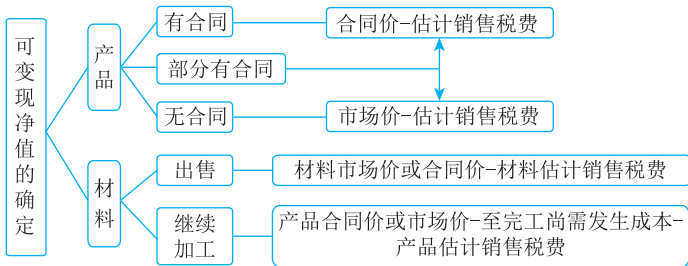 可变现净值的确定
产品
有合同
合同价-估计销售税费
部分有合同
无合同
市场价-估计销售税费
材料
出售
材料市场价或合同价-材料估计销售税费
继续
加工
产品合同价或市场价-至完工尚需发生成本-
产品估计销售税费